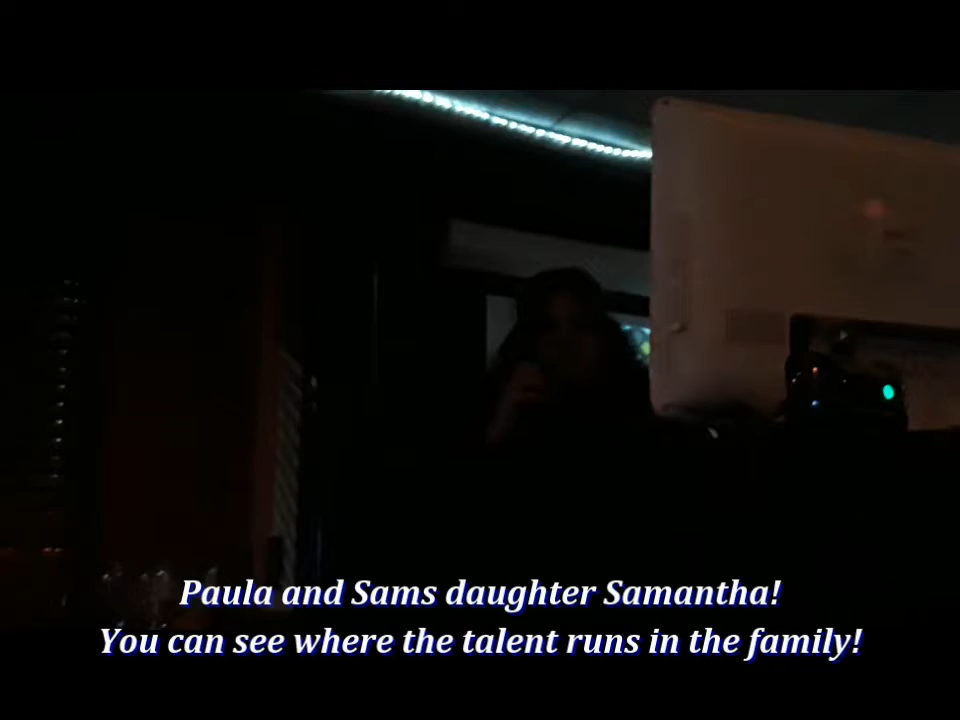 Paula and Sams daughter Samantha!
You can see where the talent runs in the family!